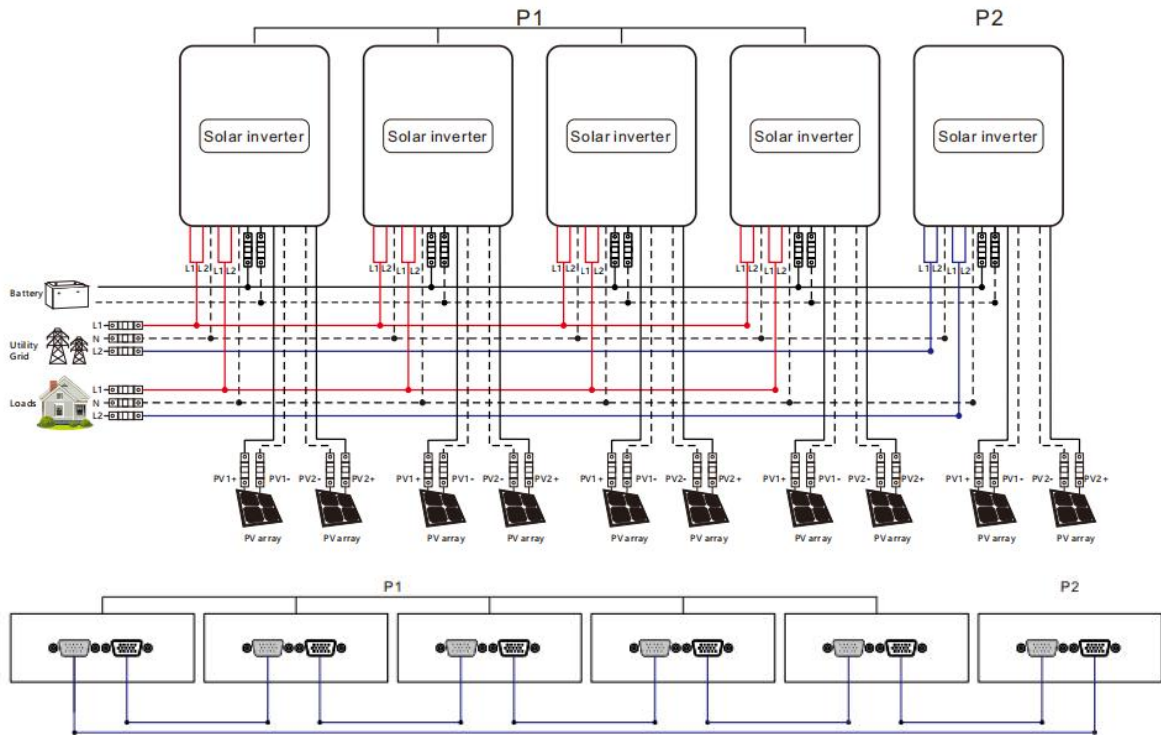 P1 P2
Solar inverter Solar inverter Solar inverter Solar inverter Solar inverter
L1 L2 L1 L2 L1 L2 L1 L2 L1 L2 L1 L2 L1 L2 L1 L2 L1 L2 L1 L2
Battery
L1
Utility Grid
N
L2
L1
Loads
N
L2
PV1+ PV1- PV2- PV2+ PV1+ PV1- PV2- PV2+ PV1+ PV1- PV2- PV2+ PV1+ PV1- PV2- PV2+ PV1+ PV1- PV2- PV2+
PV array PV array PV array PV array PV array PV array PV array PV array PV array PV array
P1 P2